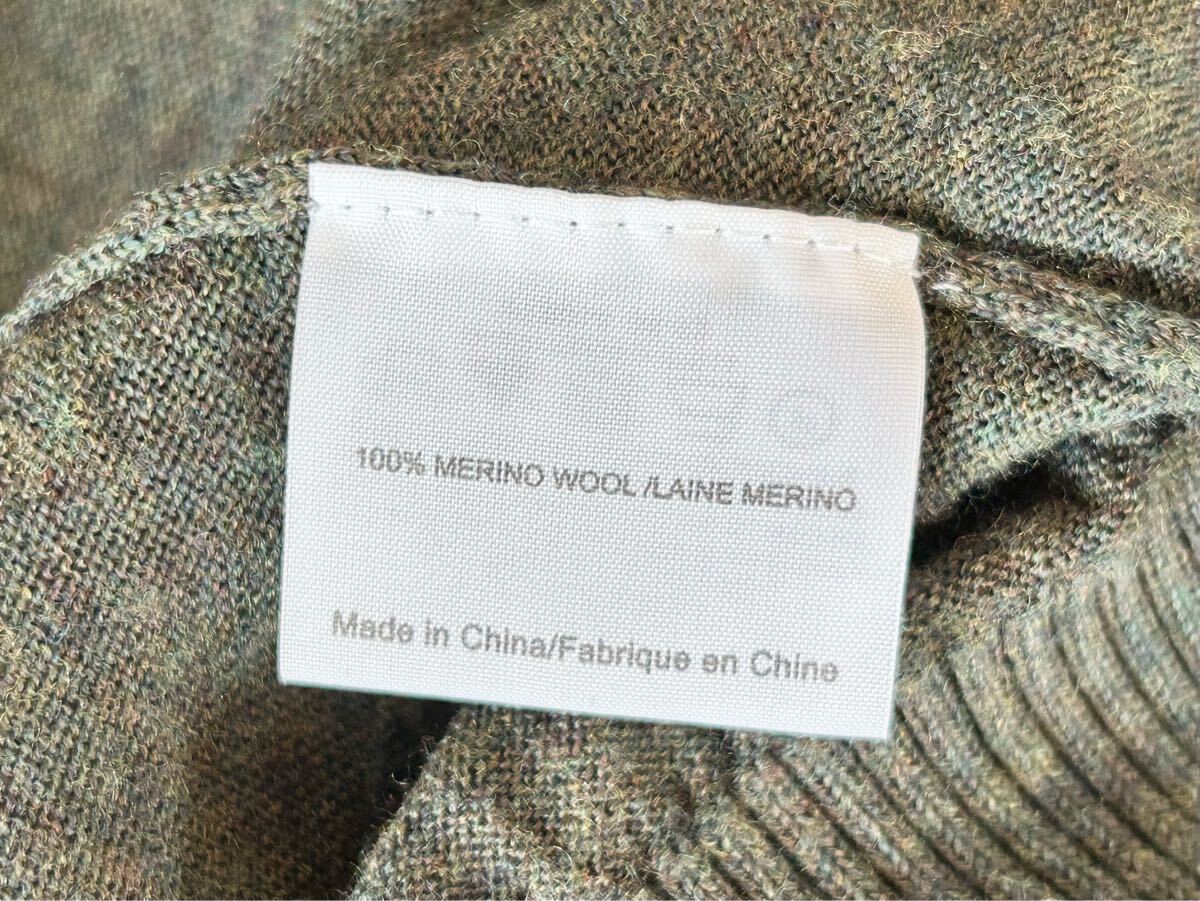 100% MERINO WOOL /LAINE MERINO
Made in China/Fabrique en Chine